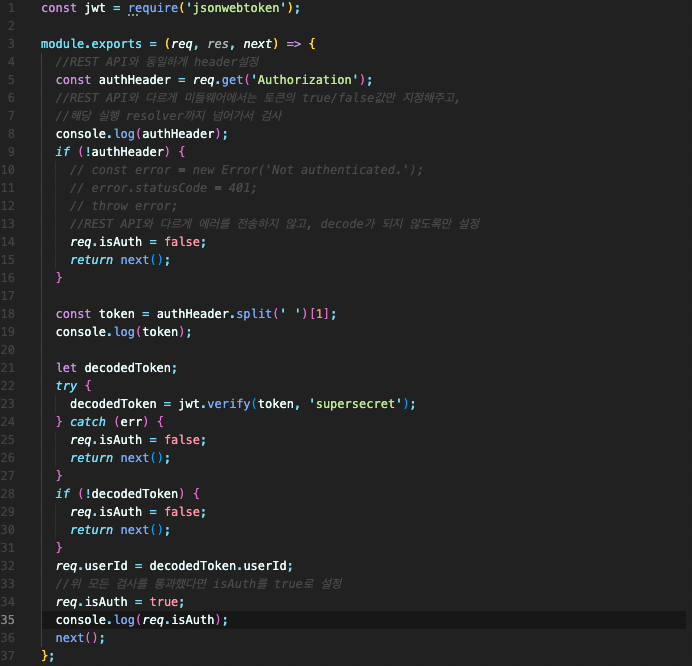 1 const jwt = require('jsonwebtoken');
2
3 module.exports = (req, res, next) => {
4 //REST API와 동일하게 header설정
5 const authHeader = req.get('Authorization');
6 //REST API와 다르게 미들웨어에서는 토큰의 true/false값만 지정해주고,
7 //해당 실행 resolver까지 넘어가서 검사
8 console.log(authHeader);
9 if (!authHeader) {
10 // const error = new Error('Not authenticated.');
11 // error.statusCode = 401;
12 // throw error;
13 //REST API와 다르게 에러를 전송하지 않고, decode가 되지 않도록만 설정
14 req.isAuth = false;
15 return next();
16 }
17
18 const token = authHeader.split(' ')[1];
19 console.log(token);
20
21 let decodedToken;
22 try {
23 decodedToken = jwt.verify(token, 'supersecret');
24 } catch (err) {
25 req.isAuth = false;
26 return next();
27 }
28 if (!decodedToken) {
29 req.isAuth = false;
30 return next();
31 }
32 req.userId = decodedToken.userId;
33 //위 모든 검사를 통과했다면 isAuth를 true로 설정
34 req.isAuth = true;
35 console.log(req.isAuth);
36 next();
37 };